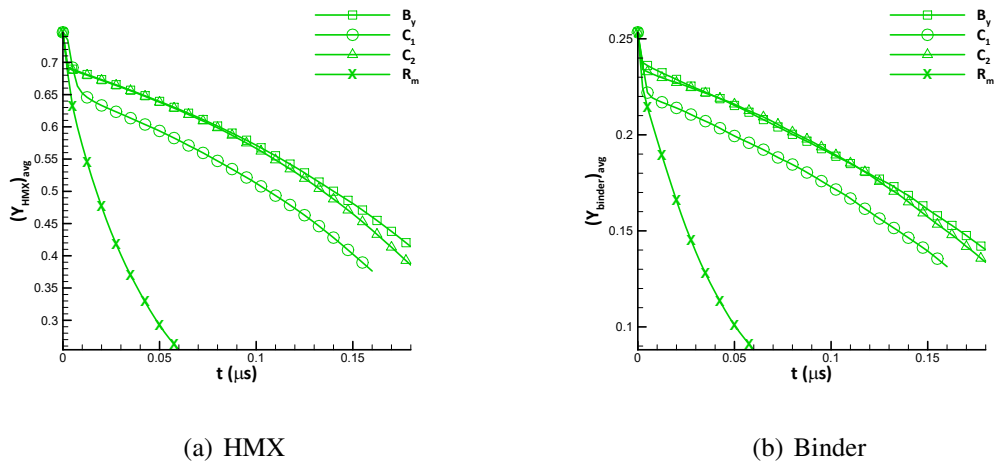 B_y
C_1
C_2
R_m
0.7
0.65
0.6
0.55
0.5
0.45
0.4
0.35
0.3
(Y_HMX)_avg
0 0.05 0.1 0.15
t (μs)
(a) HMX
B_y
C_1
C_2
R_m
0.25
0.2
0.15
0.1
(Y_binder)_avg
0 0.05 0.1 0.15
t (μs)
(b) Binder